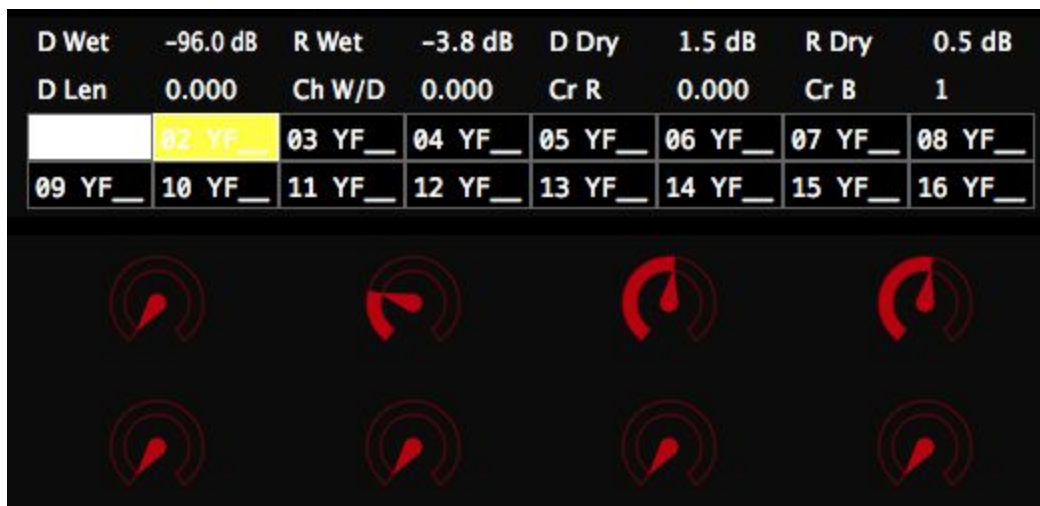 D Wet -96.0 dB R Wet -3.8 dB D Dry 1.5 dB R Dry 0.5 dB
D Len 0.000 Ch W/D 0.000 Cr R 0.000 Cr B 1
02 YF__ 03 YF__ 04 YF__ 05 YF__ 06 YF__ 07 YF__ 08 YF__
09 YF__ 10 YF__ 11 YF__ 12 YF__ 13 YF__ 14 YF__ 15 YF__ 16 YF__